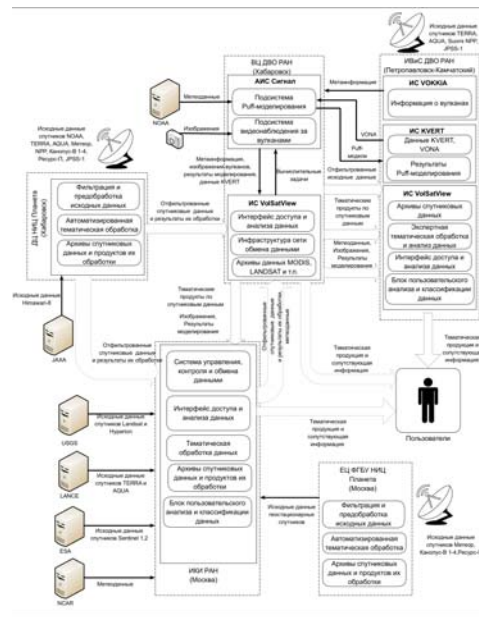 Исходные данные
спутников TERRA,
AQUA, Suomi NPP,
JPSS-1
ВЦ ДВО РАН
(Хабаровск)
АИС Сигнал
Подсистема
Puff-моделирования
Подсистема
видеонаблюдения за
вулканами
ИВиС ДВО РАН
(Петропавловск-Камчатский)
ИС VOKKIA
Информация о
вулканах
ИС KVERT
Данные KVERT,
VONA
Результаты
Puff-моделирования
Метаинформация
VONA
Puff-
модели
Отфильтрованные
исходные данные
Метеоданные
NOAA
Изображения
Исходные данные
спутников NOAA,
TERRA, AQUA, Метеор,
NPP, Канопус-В 1-4,
Ресурс-П, JPSS-1
ДЦ НИЦ Планета
(Хабаровск)
Фильтрация и
предобработка
исходных данных
Автоматизированная
тематическая обработка
Архивы спутниковых
данных и продуктов их
обработки
Метаинформация,
изображения вулканов,
результаты моделирования,
данные KVERT
Вычислительные
задачи
Отфильтрованные
спутниковые данные
и результаты их обработки
ИС VolSatView
Интерфейс доступа и
анализа данных
Инфраструктура сети
обмена данными
Архивы данных MODIS,
LANDSAT и т.п.
Тематические
продукты по
спутниковым
данным
Метеоданные,
Изображения,
Результаты
моделирования
ИС VolSatView
Архивы спутниковых
данных
Экспертная
тематическая обработка
и анализ данных
Интерфейс доступа и
анализа данных
Блок пользовательского
анализа и классификации
данных
Исходные данные
Himawari-8
JAXA
Отфильтрованные
спутниковые данные
и результаты их обработки
Тематические
продукты
по спутниковым данным
Изображения,
Результаты
моделирования
Отфильтрованные
спутниковые данные
и результаты их обработки,
метеоданные
Тематическая
продукция и
сопутствующая
информация
Тематическая
продукция и
сопутствующая
информация
Система управления,
контроля и обмена
данными
Интерфейс доступа и
анализа данных
Тематическая
обработка данных
Архивы спутниковых
данных и продуктов их
обработки
Блок пользовательского
анализа и классификации
данных
ИКИ РАН
(Москва)
Пользователи
Тематическая
продукция и
сопутствующая
информация
USGS
Исходные данные
спутников Landsat и
Hyperion
LANCE
Исходные данные
спутников TERRA и
AQUA
ESA
Исходные данные
спутников Sentinel 1,2
NCAR
Метеоданные
Исходные данные
геостационарных
спутников
ЕЦ ФГБУ НИЦ
Планета
(Москва)
Фильтрация и
предобработка
исходных данных
Автоматизированная
тематическая обработка
Архивы спутниковых
данных и продуктов их
обработки
Исходные данные
спутников Метеор,
Канопус-В 1-4, Ресурс-П